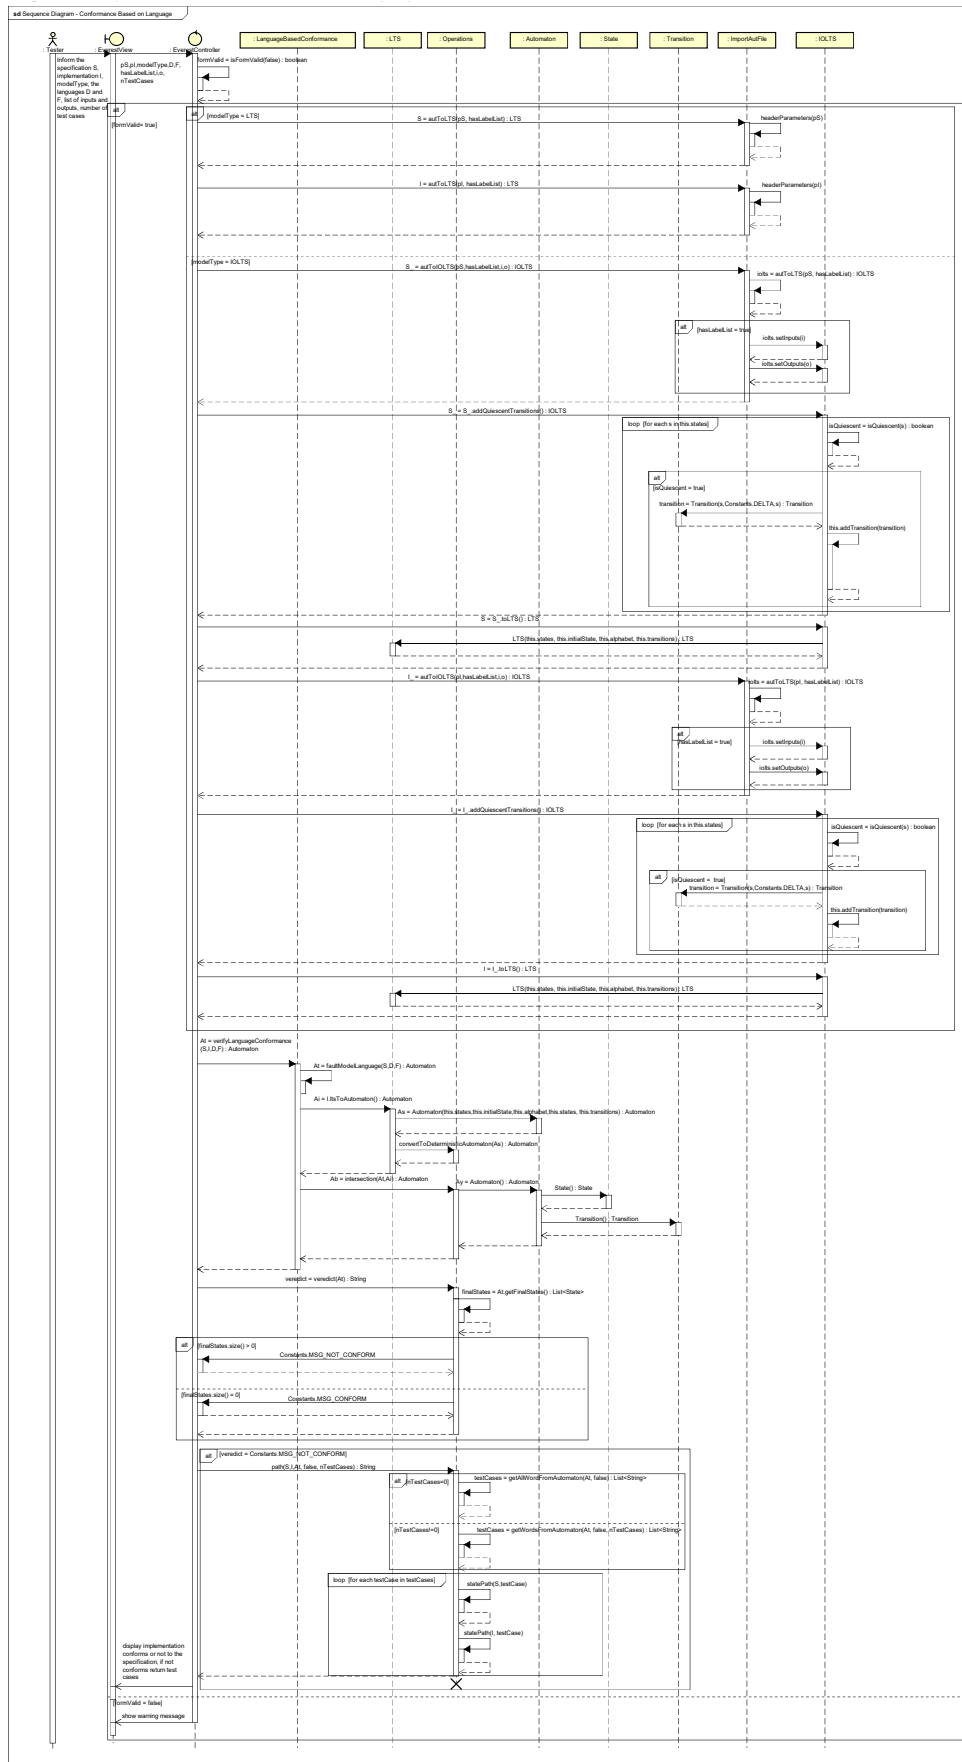 sd Sequence Diagram - Conformance Based on Language
: Tester
: EverestView
: EverestController
: LanguageBasedConformance
: LTS
: Operations
: Automaton
: State
: Transition
: ImportAutFile
: IOLTS
Inform the
specification S,
implementation I,
modelType, the
languages D and
F, list of inputs and
outputs, number of
test cases
pS,pI,modelType,D,F,
hasLabelList,i,o,
nTestCases
formValid = isFormValid(false) : boolean
alt
[formValid= true]
alt
[modelType = LTS]
S = autToLTS(pS, hasLabelList) : LTS
headerParameters(pS)
I = autToLTS(pI, hasLabelList) : LTS
headerParameters(pI)
[modelType = IOLTS]
S_ = autToIOLTS(pS,hasLabelList,i,o) : IOLTS
iolts = autToLTS(pS, hasLabelList) : IOLTS
alt
[hasLabelList = true]
iolts.setInputs(i)
iolts.setOutputs(o)
S_ = S_.addQuiescentTransitions() : IOLTS
loop [for each s in this.states]
isQuiescent = isQuiescent(s) : boolean
alt
[isQuiescent = true]
transition = Transition(s,Constants.DELTA,s) : Transition
this.addTransition(transition)
S = S_.toLTS() : LTS
LTS(this.states, this.initialState, this.alphabet, this.transitions) : LTS
I_ = autToIOLTS(pI,hasLabelList,i,o) : IOLTS
iolts = autToLTS(pI, hasLabelList) : IOLTS
alt
[hasLabelList = true]
iolts.setInputs(i)
iolts.setOutputs(o)
I_ = I_.addQuiescentTransitions() : IOLTS
loop [for each s in this.states]
isQuiescent = isQuiescent(s) : boolean
alt
[isQuiescent = true]
transition = Transition(s,Constants.DELTA,s) : Transition
this.addTransition(transition)
I = I_.toLTS() : LTS
LTS(this.states, this.initialState, this.alphabet, this.transitions) : LTS
At = verifyLanguageConformance
(S,I,D,F) : Automaton
At = faultModelLanguage(S,D,F) : Automaton
Ai = I.ltsToAutomaton() : Automaton
As = Automaton(this.states,this.initialState,this.alphabet,this.states, this.transitions) : Automaton
convertToDeterministicAutomaton(As) : Automaton
Ab = intersection(At,Ai) : Automaton
Ay = Automaton() : Automaton
State() : State
Transition() : Transition
veredict = veredict(At) : String
finalStates = At.getFinalStates() : List<State>
alt
[finalStates.size() > 0]
Constants.MSG_NOT_CONFORM
[finalStates.size() = 0]
Constants.MSG_CONFORM
alt
[veredict = Constants.MSG_NOT_CONFORM]
path(S,I,At, false, nTestCases) : String
alt
[nTestCases=0]
testCases = getAllWordFromAutomaton(At, false) : List<String>
[nTestCases!=0]
testCases = getWordsFromAutomaton(At, false, nTestCases) : List<String>
loop [for each testCase in testCases]
statePath(S,testCase)
statePath(I, testCase)
display implementation
conforms or not to the
specification, if not
conforms return test
cases
[formValid = false]
show warning message